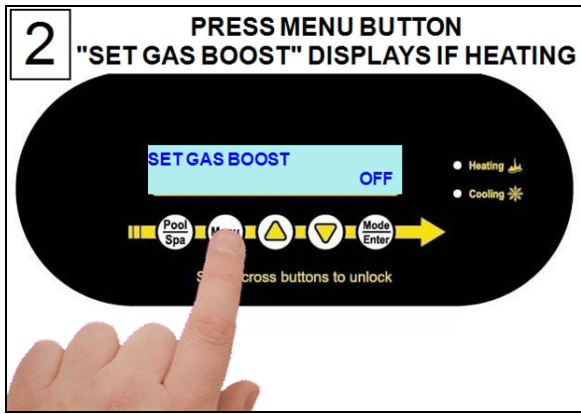 2
PRESS MENU BUTTON
"SET GAS BOOST" DISPLAYS IF HEATING
SET GAS BOOST
OFF
Heating
Cooling
Pool
Spa
Mode
Enter
cross buttons to unlock